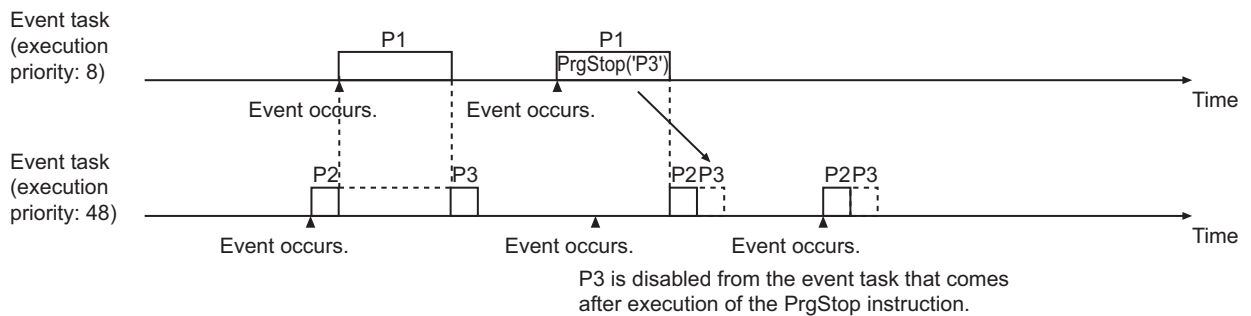 Event task
(execution
priority: 8)
P1
P1
PrgStop('P3')
Event occurs.
Event occurs.
Time
Event task
(execution
priority: 48)
P2
P3
P2 P3
P2 P3
Event occurs.
Event occurs.
Event occurs.
Time
P3 is disabled from the event task that comes
after execution of the PrgStop instruction.